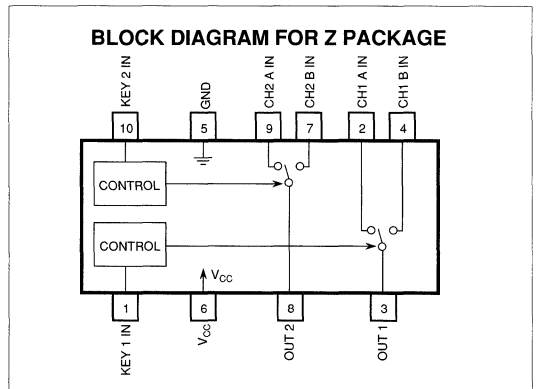 BLOCK DIAGRAM FOR Z PACKAGE
KEY 2 IN
GND
CH2 A IN
CH2 B IN
CH1 A IN
CH1 B IN
10
5
9
7
2
4
CONTROL
CONTROL
VCC
1
6
8
3
KEY 1 IN
VCC
OUT 2
OUT 1